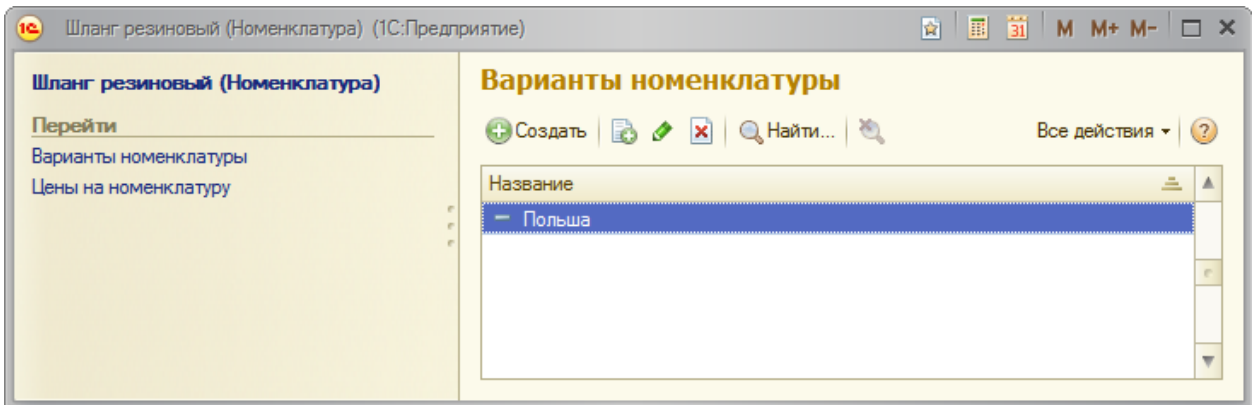 1С Шланг резиновый (Номенклатура) (1С:Предприятие) 31 M M+ M-
Шланг резиновый (Номенклатура)
Перейти
Варианты номенклатуры
Цены на номенклатуру
Варианты номенклатуры
Создать Найти... Все действия ?
Название
Польша